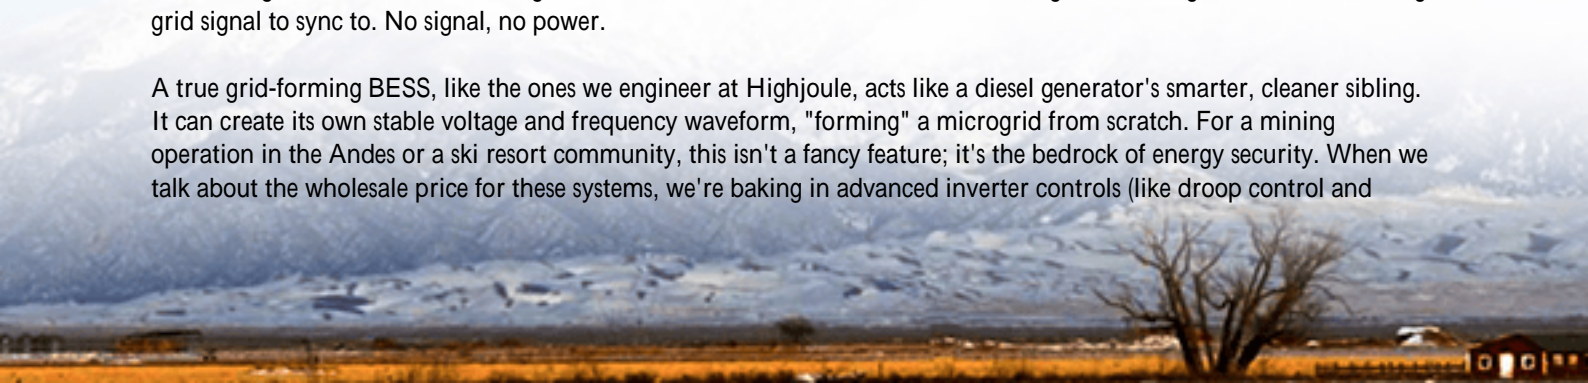 grid signal to sync to. No signal, no power.
A true grid-forming BESS, like the ones we engineer at Highjoule, acts like a diesel generator's smarter, cleaner sibling.
It can create its own stable voltage and frequency waveform, "forming" a microgrid from scratch. For a mining
operation in the Andes or a ski resort community, this isn't a fancy feature; it's the bedrock of energy security. When we
talk about the wholesale price for these systems, we're baking in advanced inverter controls (like droop control and